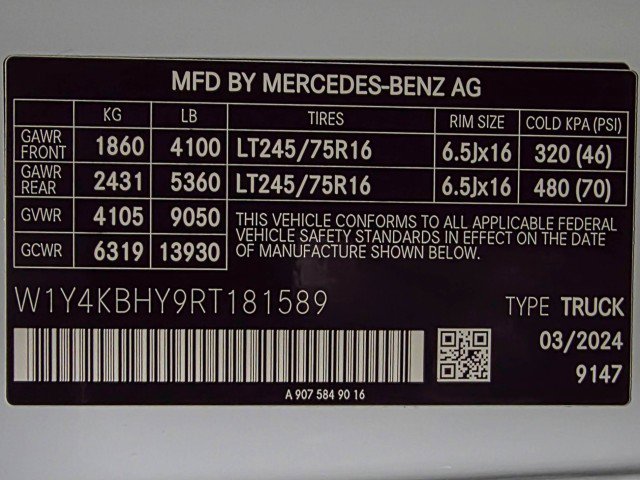 MFD BY MERCEDES-BENZ AG
KG LB TIRES RIM SIZE COLD KPA (PSI)
GAWR FRONT 1860 4100 LT245/75R16 6.5Jx16 320 (46)
GAWR REAR 2431 5360 LT245/75R16 6.5Jx16 480 (70)
GVWR 4105 9050
GCWR 6319 13930
THIS VEHICLE CONFORMS TO ALL APPLICABLE FEDERAL
VEHICLE SAFETY STANDARDS IN EFFECT ON THE DATE
OF MANUFACTURE SHOWN ABOVE.
W1Y4KBHY9RT181589 TYPE TRUCK
03/2024
9147
A 907 584 90 16